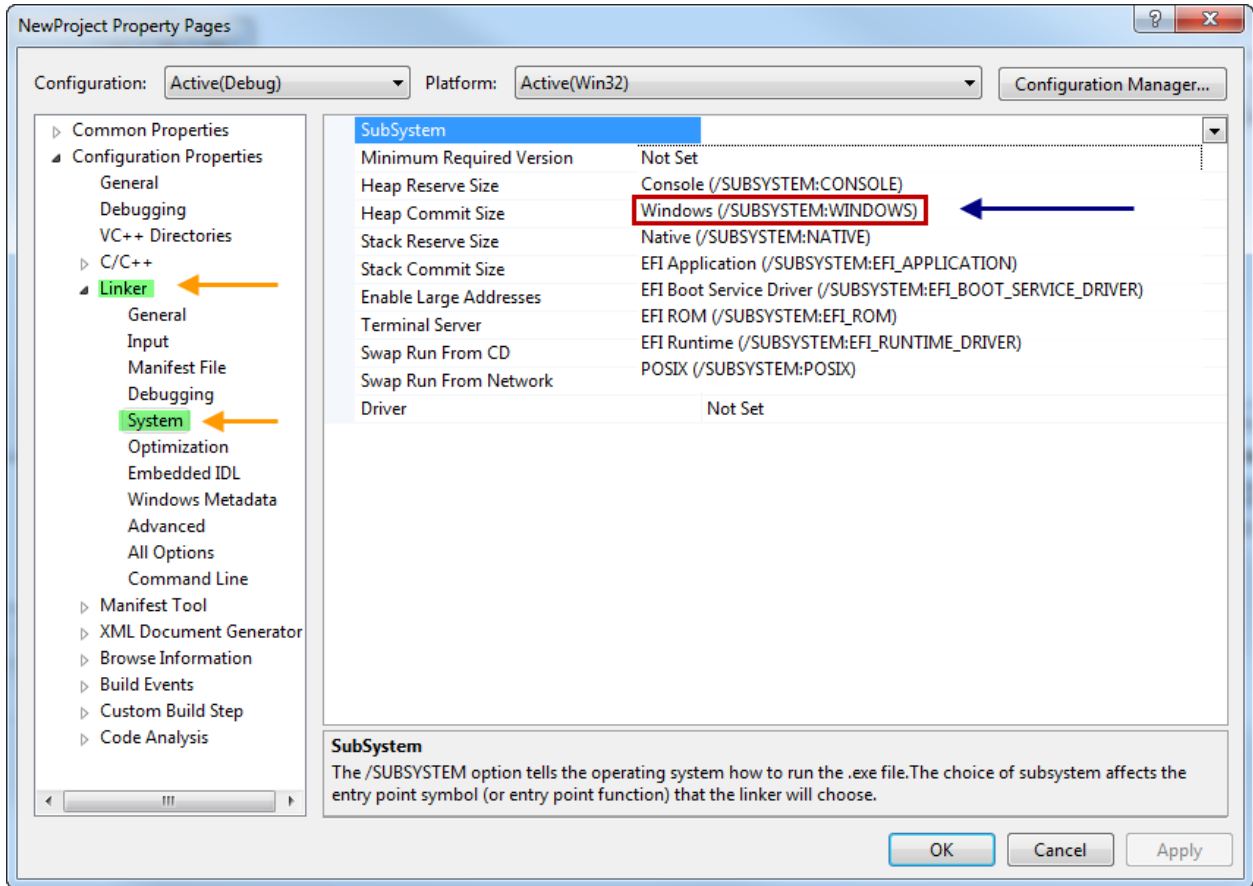 NewProject Property Pages
Configuration: Active(Debug) Platform: Active(Win32) Configuration Manager...
Common Properties
Configuration Properties
General
Debugging
VC++ Directories
C/C++
Linker
General
Input
Manifest File
Debugging
System
Optimization
Embedded IDL
Windows Metadata
Advanced
All Options
Command Line
Manifest Tool
XML Document Generator
Browse Information
Build Events
Custom Build Step
Code Analysis
SubSystem
Minimum Required Version
Heap Reserve Size
Heap Commit Size
Stack Reserve Size
Stack Commit Size
Enable Large Addresses
Terminal Server
Swap Run From CD
Swap Run From Network
Driver Not Set
Not Set
Console (/SUBSYSTEM:CONSOLE)
Windows (/SUBSYSTEM:WINDOWS)
Native (/SUBSYSTEM:NATIVE)
EFI Application (/SUBSYSTEM:EFI_APPLICATION)
EFI Boot Service Driver (/SUBSYSTEM:EFI_BOOT_SERVICE_DRIVER)
EFI ROM (/SUBSYSTEM:EFI_ROM)
EFI Runtime (/SUBSYSTEM:EFI_RUNTIME_DRIVER)
POSIX (/SUBSYSTEM:POSIX)
SubSystem
The /SUBSYSTEM option tells the operating system how to run the .exe file.The choice of subsystem affects the
entry point symbol (or entry point function) that the linker will choose.
OK Cancel Apply